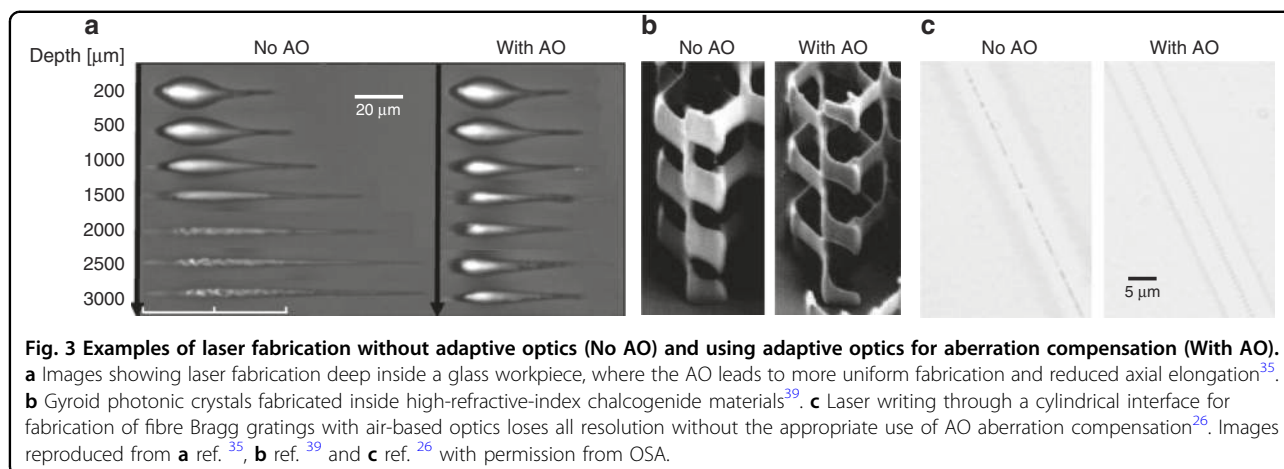 a
b
c
Depth [μm]
No AO
With AO
No AO
With AO
No AO
With AO
200
20 μm
500
1000
1500
2000
2500
3000
5 μm
Fig. 3 Examples of laser fabrication without adaptive optics (No AO) and using adaptive optics for aberration compensation (With AO).
a Images showing laser fabrication deep inside a glass workpiece, where the AO leads to more uniform fabrication and reduced axial elongation35.
b Gyroid photonic crystals fabricated inside high-refractive-index chalcogenide materials39. c Laser writing through a cylindrical interface for
fabrication of fibre Bragg gratings with air-based optics loses all resolution without the appropriate use of AO aberration compensation26. Images
reproduced from a ref. 35, b ref. 39 and c ref. 26 with permission from OSA.